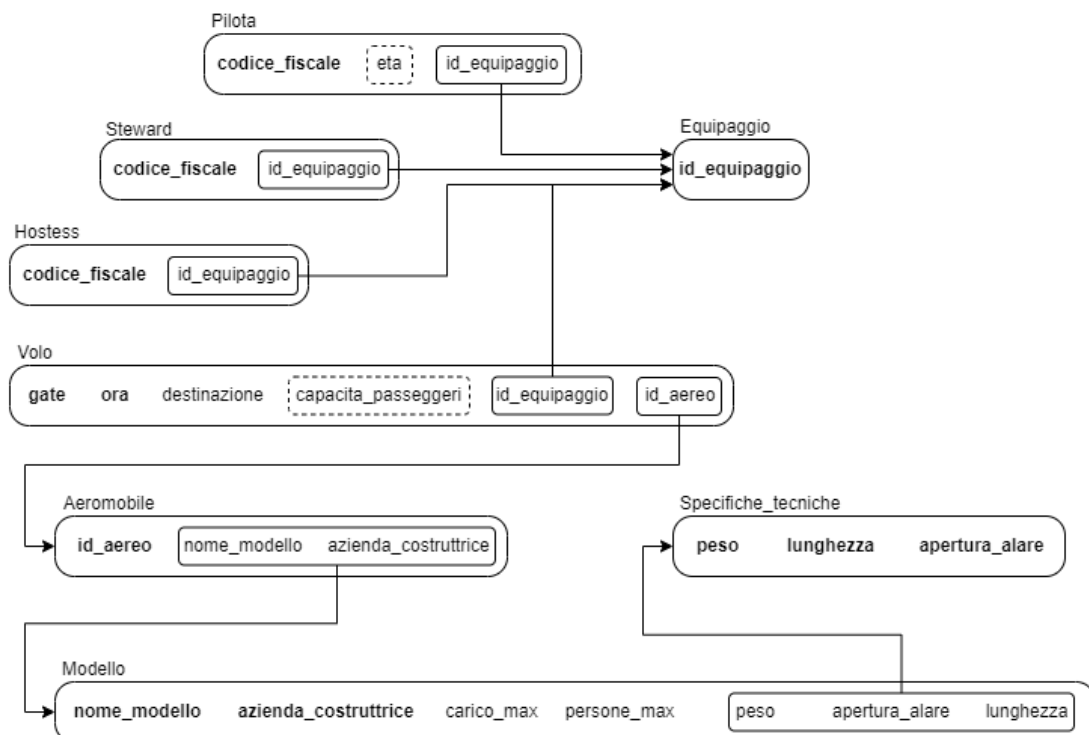 Pilota
codice_fiscale eta id_equipaggio
Steward
codice_fiscale id_equipaggio
Equipaggio
id_equipaggio
Hostess
codice_fiscale id_equipaggio
Volo
gate ora destinazione capacita_passeggeri id_equipaggio id_aereo
Aeromobile
id_aereo nome_modello azienda_costruttrice
Specifiche_tecniche
peso lunghezza apertura_alare
Modello
nome_modello azienda_costruttrice carico_max persone_max peso apertura_alare lunghezza